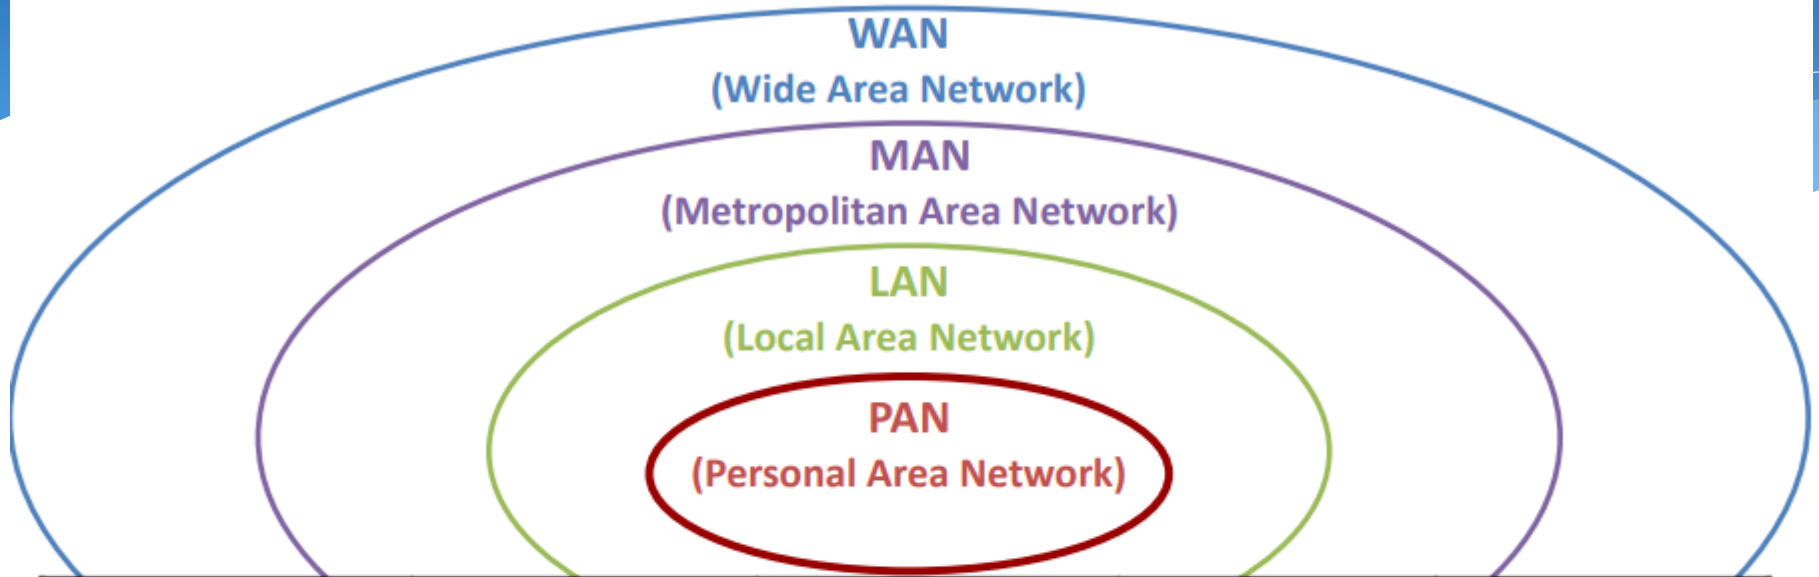 WAN
(Wide Area Network)
MAN
(Metropolitan Area Network)
LAN
(Local Area Network)
PAN
(Personal Area Network)